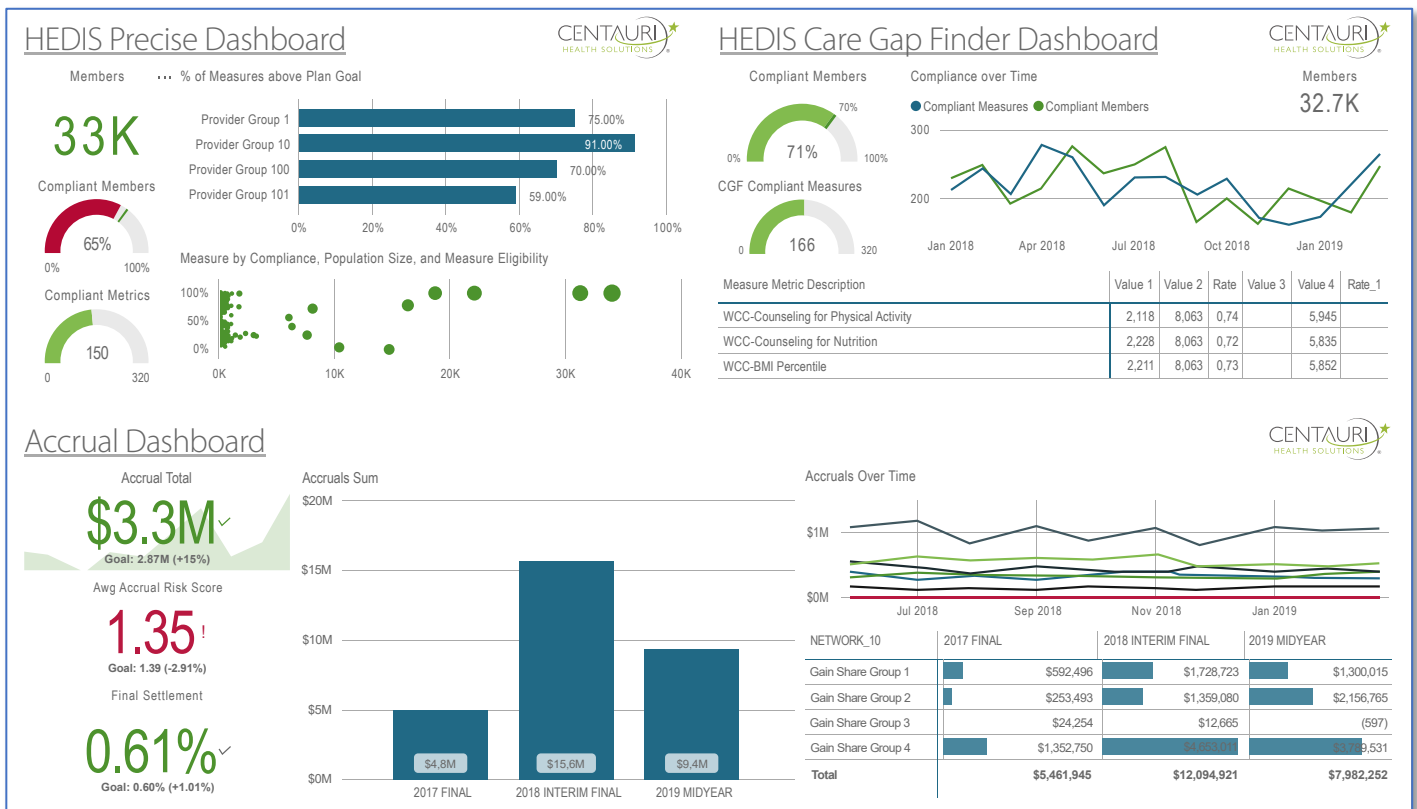 HEDIS Precise Dashboard
CENTAURI
HEALTH SOLUTIONS
Members
33K
Compliant Members
65%
0% 100%
Compliant Metrics
150
0 320
% of Measures above Plan Goal
Provider Group 1 75.00%
Provider Group 10 91.00%
Provider Group 100 70.00%
Provider Group 101 59.00%
0% 20% 40% 60% 80% 100%
Measure by Compliance, Population Size, and Measure Eligibility
100%
50%
0%
0K 10K 20K 30K 40K
HEDIS Care Gap Finder Dashboard
CENTAURI
HEALTH SOLUTIONS
Compliant Members
70%
71%
0% 100%
CGF Compliant Measures
166
0 320
Compliance over Time
Compliant Measures Compliant Members
300
200
Jan 2018 Apr 2018 Jul 2018 Oct 2018 Jan 2019
Members
32.7K
Measure Metric Description Value 1 Value 2 Rate Value 3 Value 4 Rate_1
WCC-Counseling for Physical Activity 2,118 8,063 0,74 5,945
WCC-Counseling for Nutrition 2,228 8,063 0,72 5,835
WCC-BMI Percentile 2,211 8,063 0,73 5,852
Accrual Dashboard
CENTAURI
HEALTH SOLUTIONS
Accrual Total
$3.3M
Goal: 2.87M (+15%)
Awg Accrual Risk Score
1.35 !
Goal: 1.39 (-2.91%)
Final Settlement
0.61%
Goal: 0.60% (+1.01%)
Accruals Sum
$20M
$15M
$10M
$5M
$0M
$4,8M $15,6M $9,4M
2017 FINAL 2018 INTERIM FINAL 2019 MIDYEAR
Accruals Over Time
$1M
$0M
Jul 2018 Sep 2018 Nov 2018 Jan 2019
NETWORK_10 2017 FINAL 2018 INTERIM FINAL 2019 MIDYEAR
Gain Share Group 1 $592,496 $1,728,723 $1,300,015
Gain Share Group 2 $253,493 $1,359,080 $2,156,765
Gain Share Group 3 $24,254 $12,665 (597)
Gain Share Group 4 $1,352,750
Total $5,461,945 $12,094,921 $7,982,252